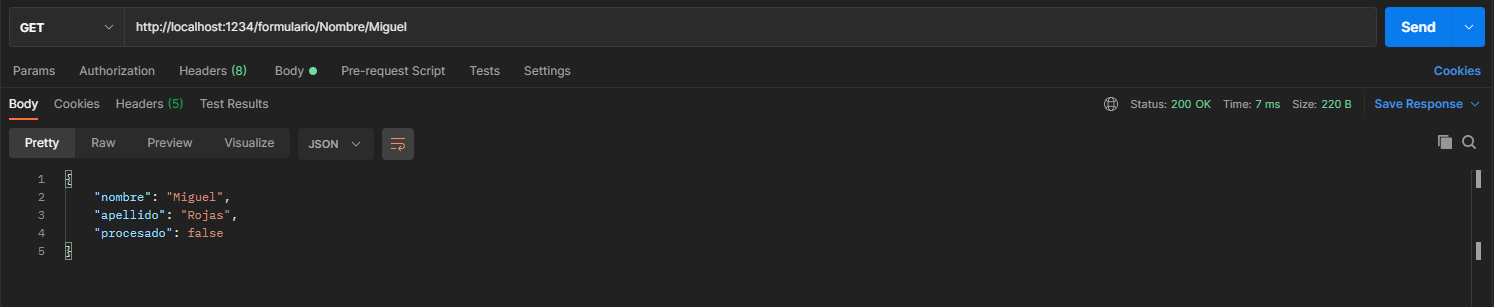 GET http://localhost:1234/formulario/Nombre/Miguel Send
Params Authorization Headers (8) Body Pre-request Script Tests Settings Cookies
Body Cookies Headers (5) Test Results Status: 200 OK Time: 7 ms Size: 220 B Save Response
Pretty Raw Preview Visualize JSON
1 {
2 "nombre": "Miguel",
3 "apellido": "Rojas",
4 "procesado": false
5 }